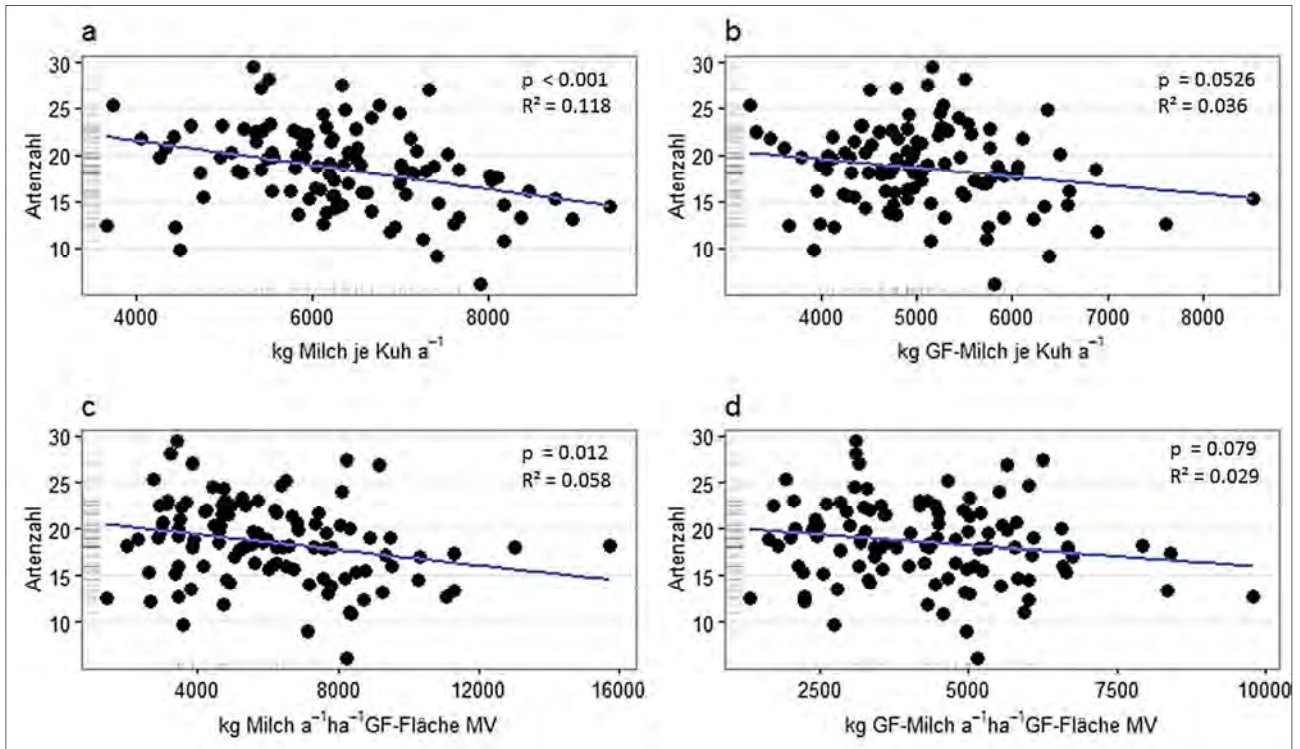 a
30
25
20
15
10
Artenzahl
p < 0.001
R² = 0.118
4000
6000
8000
kg Milch je Kuh a⁻¹
b
30
25
20
15
10
Artenzahl
p = 0.0526
R² = 0.036
4000
5000
6000
7000
8000
kg GF-Milch je Kuh a⁻¹
c
30
25
20
15
10
Artenzahl
p = 0.012
R² = 0.058
4000
8000
12000
16000
kg Milch a⁻¹ha⁻¹GF-Fläche MV
d
30
25
20
15
10
Artenzahl
p = 0.079
R² = 0.029
2500
5000
7500
10000
kg GF-Milch a⁻¹ha⁻¹GF-Fläche MV